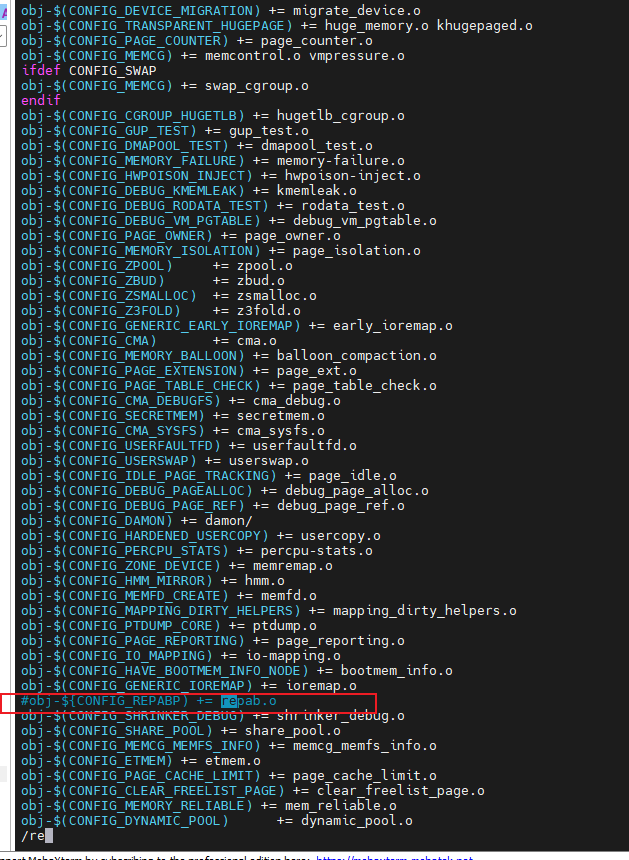 obj-$(CONFIG_DEVICE_MIGRATION) += migrate_device.o
obj-$(CONFIG_TRANSPARENT_HUGEPAGE) += huge_memory.o khugepaged.o
obj-$(CONFIG_PAGE_COUNTER) += page_counter.o
obj-$(CONFIG_MEMCG) += memcontrol.o vmpressure.o
ifdef CONFIG_SWAP
obj-$(CONFIG_MEMCG) += swap_cgroup.o
endif
obj-$(CONFIG_CGROUP_HUGETLB) += hugetlb_cgroup.o
obj-$(CONFIG_GUP_TEST) += gup_test.o
obj-$(CONFIG_DMAPOOL_TEST) += dmapool_test.o
obj-$(CONFIG_MEMORY_FAILURE) += memory-failure.o
obj-$(CONFIG_HWPOISON_INJECT) += hwpoison-inject.o
obj-$(CONFIG_DEBUG_KMEMLEAK) += kmemleak.o
obj-$(CONFIG_DEBUG_RODATA_TEST) += rodata_test.o
obj-$(CONFIG_DEBUG_VM_PGTABLE) += debug_vm_pgtable.o
obj-$(CONFIG_PAGE_OWNER) += page_owner.o
obj-$(CONFIG_MEMORY_ISOLATION) += page_isolation.o
obj-$(CONFIG_ZPOOL)     += zpool.o
obj-$(CONFIG_ZBUD)      += zbud.o
obj-$(CONFIG_ZSMALLOC)  += zsmalloc.o
obj-$(CONFIG_Z3FOLD)    += z3fold.o
obj-$(CONFIG_GENERIC_EARLY_IOREMAP) += early_ioremap.o
obj-$(CONFIG_CMA)       += cma.o
obj-$(CONFIG_MEMORY_BALLOON) += balloon_compaction.o
obj-$(CONFIG_PAGE_EXTENSION) += page_ext.o
obj-$(CONFIG_PAGE_TABLE_CHECK) += page_table_check.o
obj-$(CONFIG_CMA_DEBUGFS) += cma_debug.o
obj-$(CONFIG_SECRETMEM) += secretmem.o
obj-$(CONFIG_CMA_SYSFS) += cma_sysfs.o
obj-$(CONFIG_USERFAULTFD) += userfaultfd.o
obj-$(CONFIG_USERSWAP) += userswap.o
obj-$(CONFIG_IDLE_PAGE_TRACKING) += page_idle.o
obj-$(CONFIG_DEBUG_PAGEALLOC) += debug_page_alloc.o
obj-$(CONFIG_DEBUG_PAGE_REF) += debug_page_ref.o
obj-$(CONFIG_DAMON) += damon/
obj-$(CONFIG_HARDENED_USERCOPY) += usercopy.o
obj-$(CONFIG_PERCPU_STATS) += percpu-stats.o
obj-$(CONFIG_ZONE_DEVICE) += memremap.o
obj-$(CONFIG_HMM_MIRROR) += hmm.o
obj-$(CONFIG_MEMFD_CREATE) += memfd.o
obj-$(CONFIG_MAPPING_DIRTY_HELPERS) += mapping_dirty_helpers.o
obj-$(CONFIG_PTDUMP_CORE) += ptdump.o
obj-$(CONFIG_PAGE_REPORTING) += page_reporting.o
obj-$(CONFIG_IO_MAPPING) += io-mapping.o
obj-$(CONFIG_HAVE_BOOTMEM_INFO_NODE) += bootmem_info.o
obj-$(CONFIG_GENERIC_IOREMAP) += ioremap.o
#obj-${CONFIG_REPABP) += repab.o
obj-$(CONFIG_SHRINKER_DEBUG) += shrinker_debug.o
obj-$(CONFIG_SHARE_POOL) += share_pool.o
obj-$(CONFIG_MEMCG_MEMFS_INFO) += memcg_memfs_info.o
obj-$(CONFIG_ETMEM) += etmem.o
obj-$(CONFIG_PAGE_CACHE_LIMIT) += page_cache_limit.o
obj-$(CONFIG_CLEAR_FREELIST_PAGE) += clear_freelist_page.o
obj-$(CONFIG_MEMORY_RELIABLE) += mem_reliable.o
obj-$(CONFIG_DYNAMIC_POOL)      += dynamic_pool.o
/re